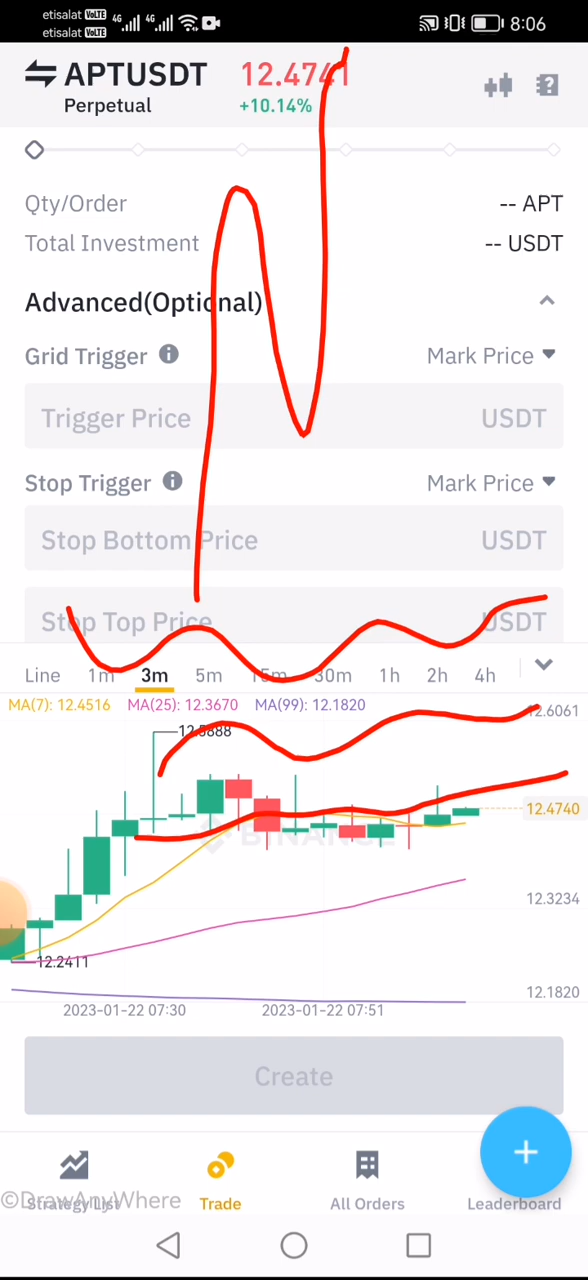 etisalat VoLTE 4G 4G 8:06
etisalat VoLTE
APTUSDT 12.4741
Perpetual +10.14%
Qty/Order -- APT
Total Investment -- USDT
Advanced(Optional)
Grid Trigger Mark Price
Trigger Price USDT
Stop Trigger Mark Price
Stop Bottom Price USDT
Stop Top Price USDT
Line 1m 3m 5m 15m 30m 1h 2h 4h
MA(7): 12.4516 MA(25): 12.3670 MA(99): 12.1820
12.6061
12.5888
12.4740
BINANCE
12.3234
12.2411
12.1820
2023-01-22 07:30 2023-01-22 07:51
Create
©DrawAnyWhere
Strategy List Trade All Orders Leaderboard